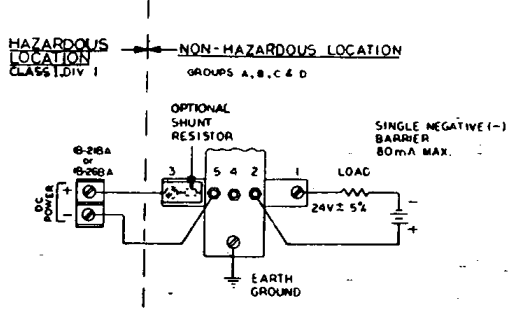 HAZARDOUS
LOCATION
CLASS I, DIV 1
NON-HAZARDOUS LOCATION
GROUPS A, B, C & D
OPTIONAL
SHUNT
RESISTOR
SINGLE NEGATIVE (-)
BARRIER
80mA MAX.
18-218A
or
18-268A
DC
POWER
+
-
3
5 4 2
1
LOAD
24V ± 5%
-
+
EARTH
GROUND